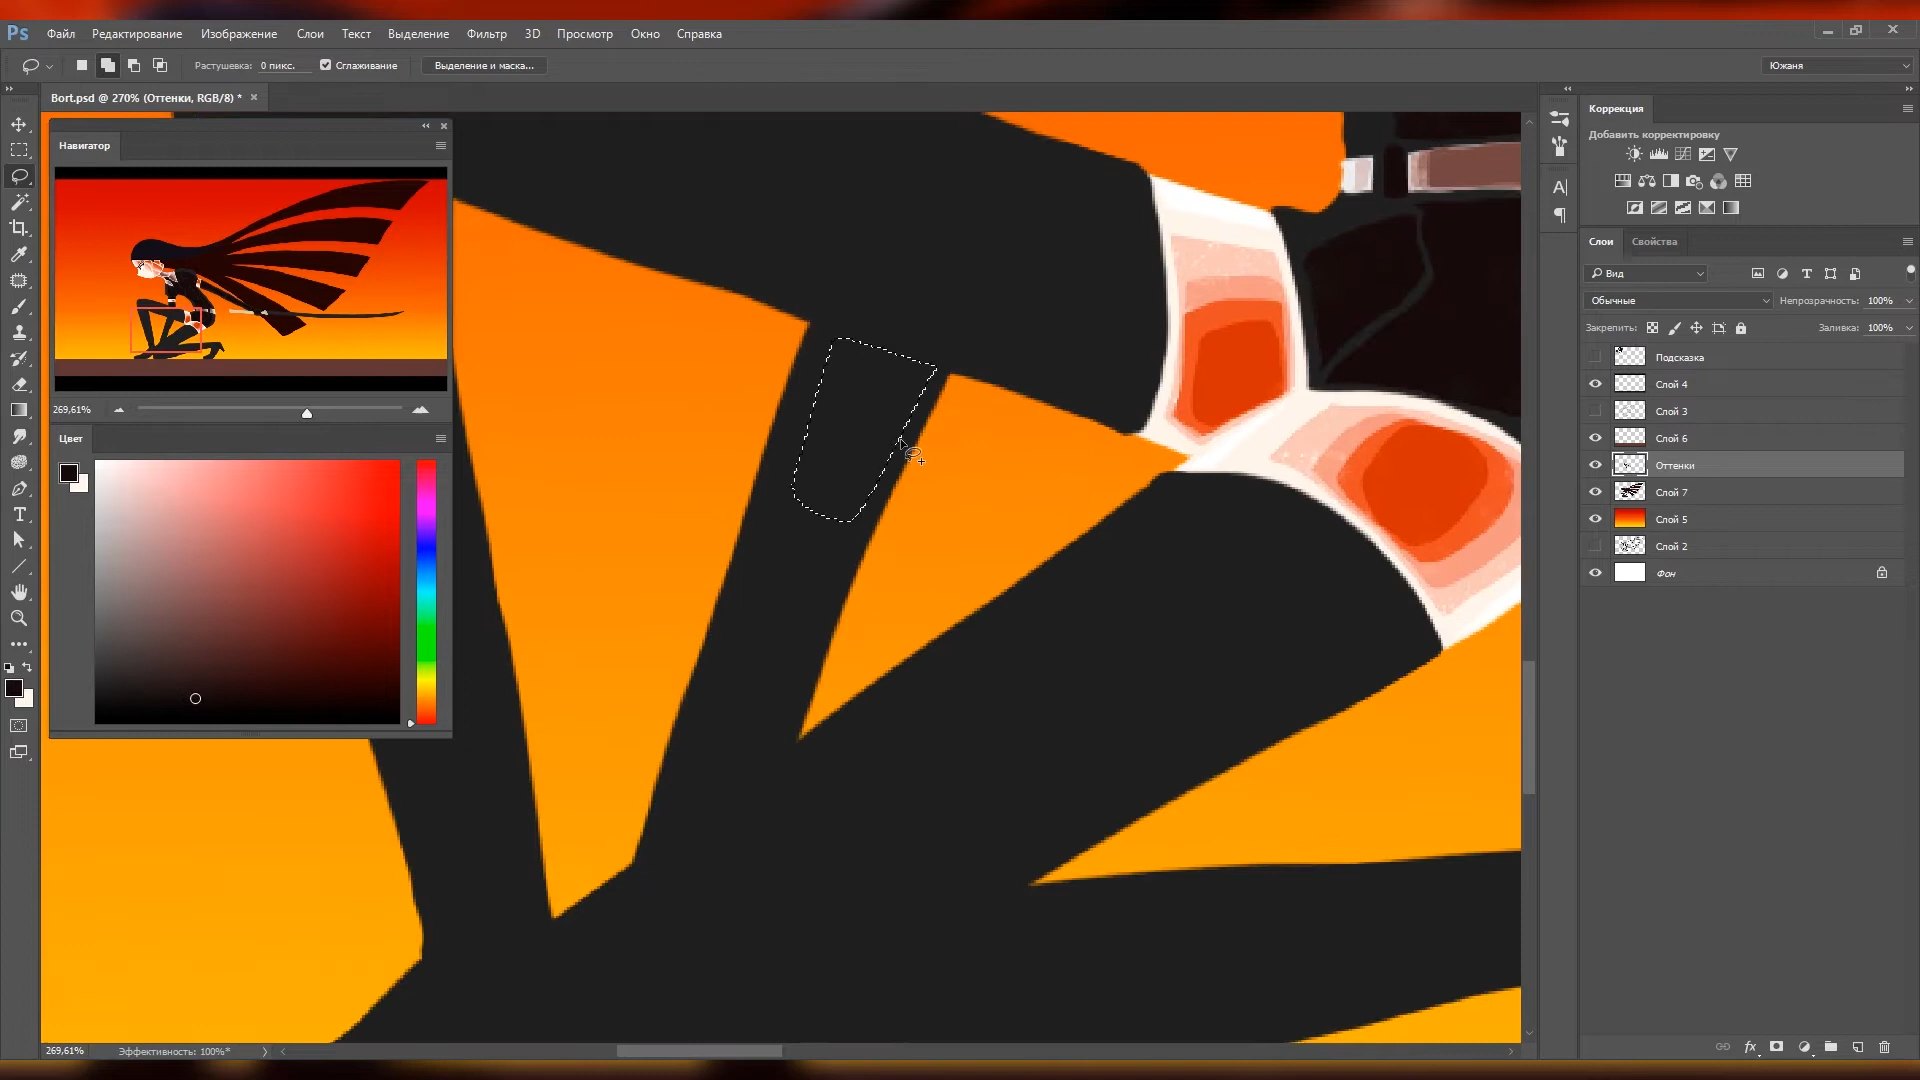 Ps Файл Редактирование Изображение Слои Текст Выделение Фильтр 3D Просмотр Окно Справка
Растушевка: 0 пикс. Сглаживание Выделение и маска... Южаня
Bort.psd @ 270% (Оттенки, RGB/8) *
Навигатор
269,61%
Цвет
Коррекция
Добавить корректировку
Слои Свойства
Вид
Обычные Непрозрачность: 100%
Закрепить: Заливка: 100%
Подсказка
Слой 4
Слой 3
Слой 6
Оттенки
Слой 7
Слой 5
Слой 2
Фон
269,61% Эффективность: 100%*